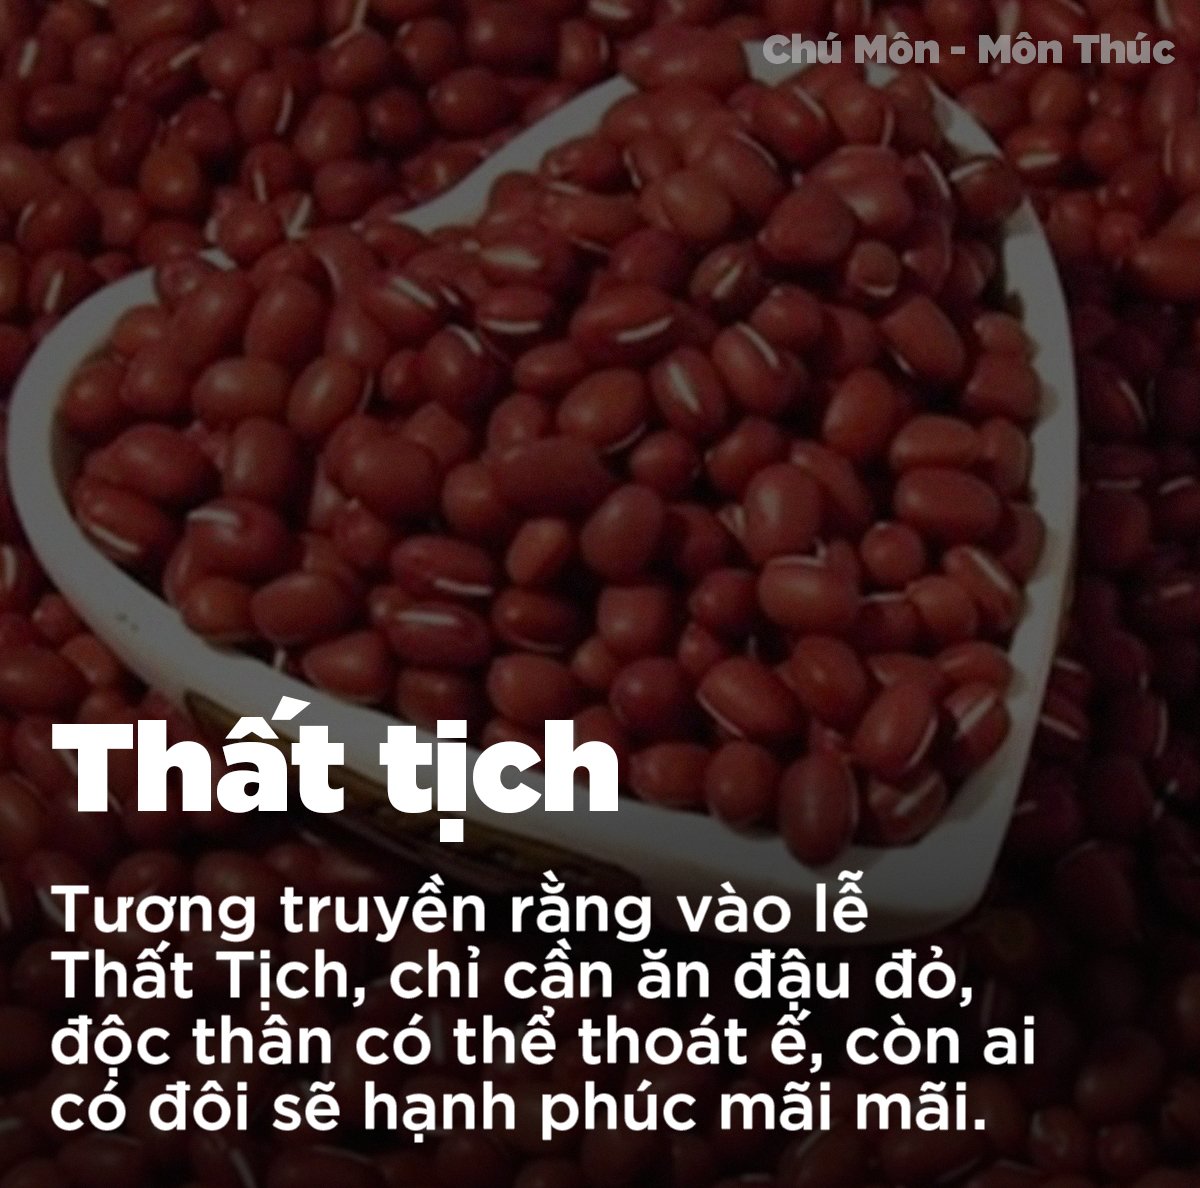 Chú Môn - Môn Thúc
Thất tịch
Tương truyền rằng vào lễ
Thất Tịch, chỉ cần ăn đậu đỏ,
độc thân có thể thoát ế, còn ai
có đôi sẽ hạnh phúc mãi mãi.